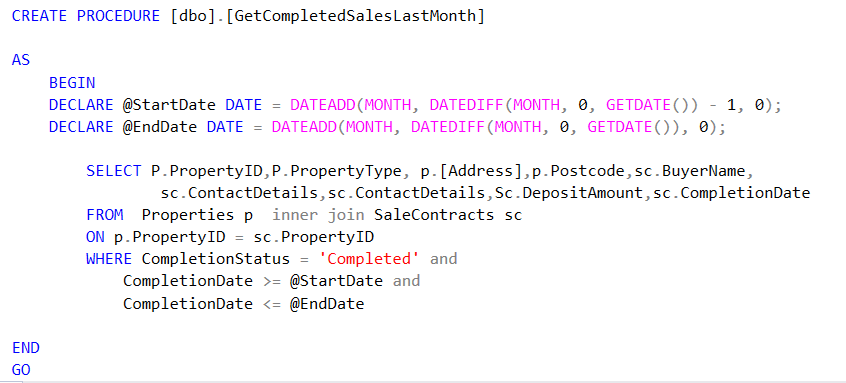 CREATE PROCEDURE [dbo].[GetCompletedSalesLastMonth]
AS
BEGIN
DECLARE @StartDate DATE = DATEADD(MONTH, DATEDIFF(MONTH, 0, GETDATE()) - 1, 0);
DECLARE @EndDate DATE = DATEADD(MONTH, DATEDIFF(MONTH, 0, GETDATE()), 0);
SELECT P.PropertyID,P.PropertyType, p.[Address],p.Postcode,sc.BuyerName,
sc.ContactDetails,sc.ContactDetails,Sc.DepositAmount,sc.CompletionDate
FROM  Properties p  inner join SaleContracts sc
ON p.PropertyID = sc.PropertyID
WHERE CompletionStatus = 'Completed' and
CompletionDate >= @StartDate and
CompletionDate <= @EndDate
END
GO